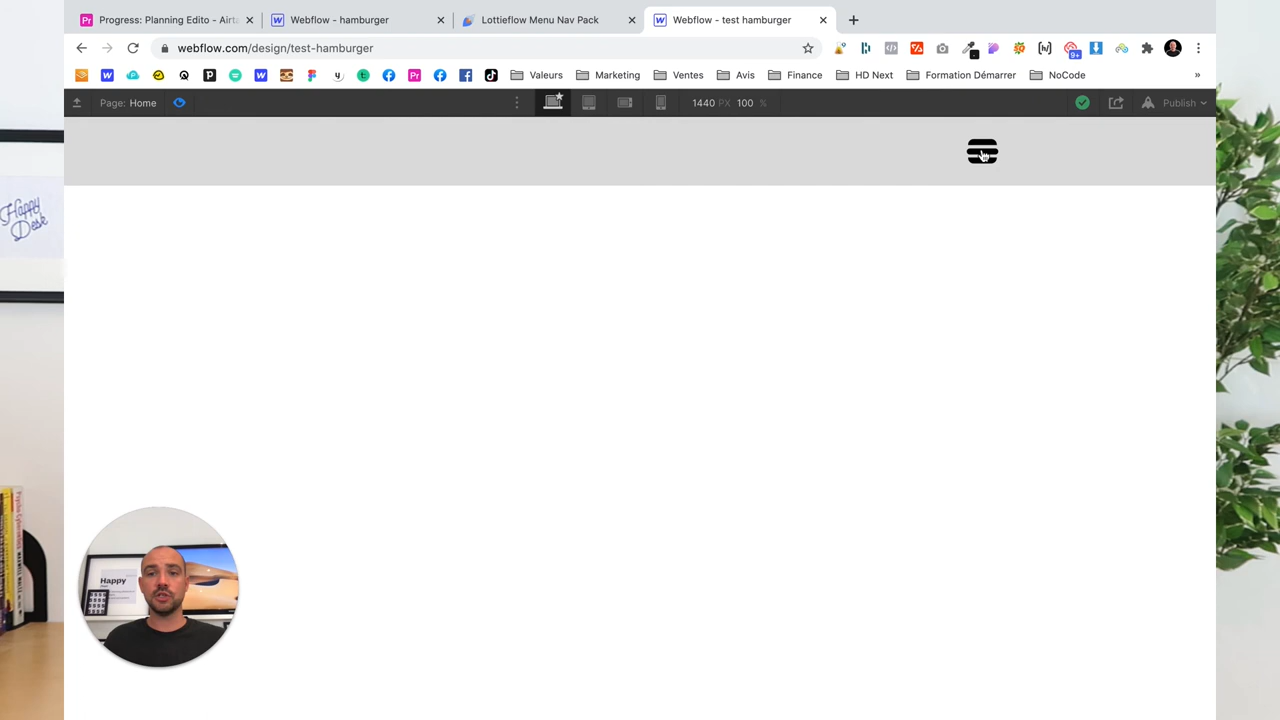 Progress: Planning Edito - Airta
Webflow - hamburger
Lottieflow Menu Nav Pack
Webflow - test hamburger
webflow.com/design/test-hamburger
9+
Valeurs
Marketing
Ventes
Avis
Finance
HD Next
Formation Démarrer
NoCode
»
Page: Home
1440 PX 100 %
Publish
Happy
Desk
Happy